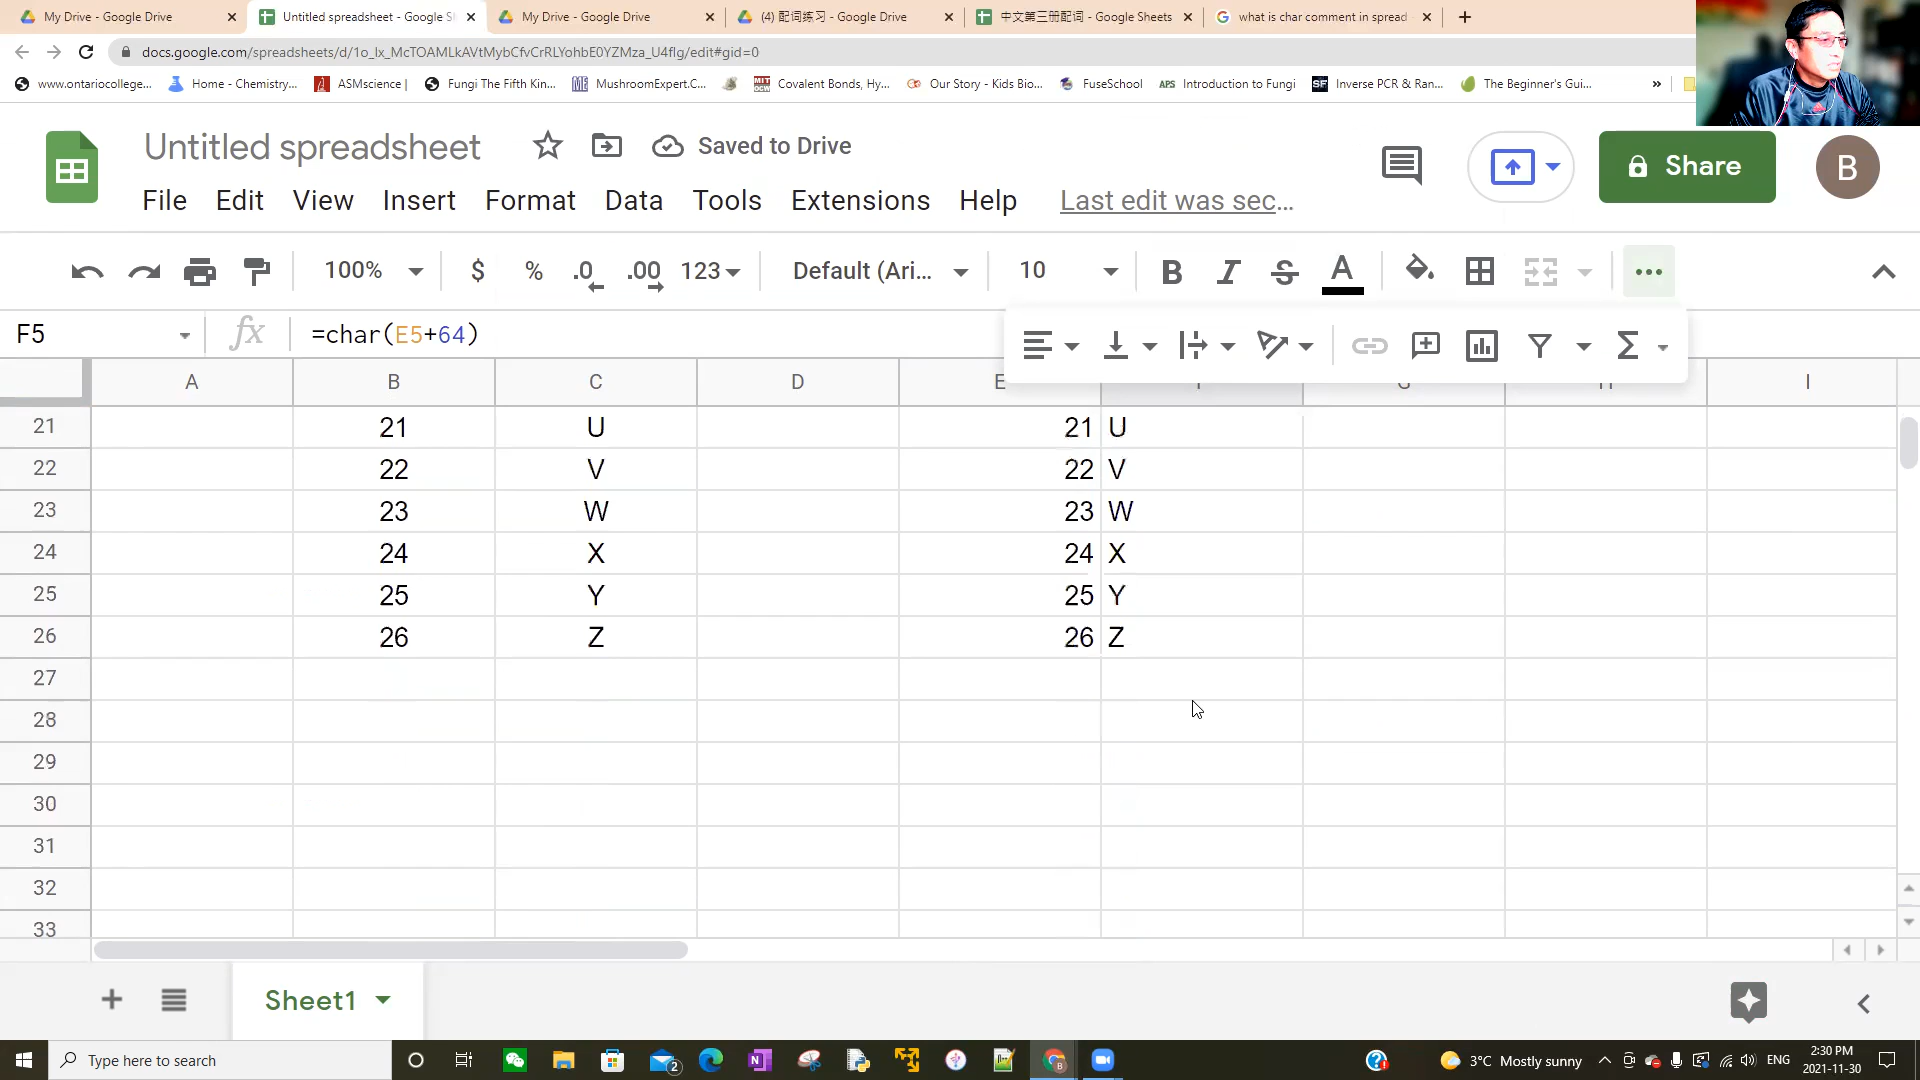 My Drive - Google Drive
Untitled spreadsheet - Google Sh
My Drive - Google Drive
(4) 配词练习 - Google Drive
中文第三册配词 - Google Sheets
what is char comment in spread
docs.google.com/spreadsheets/d/1o_lx_McTOAMLkAVtMybCfvCrRLYohbE0YZMza_U4flg/edit#gid=0
www.ontariocollege...
Home - Chemistry...
ASMscience |
Fungi The Fifth Kin...
MushroomExpert.C...
Covalent Bonds, Hy...
Our Story - Kids Bio...
FuseSchool
APS Introduction to Fungi
SF Inverse PCR & Ran...
The Beginner's Gui...
Untitled spreadsheet
Saved to Drive
Share
B
File Edit View Insert Format Data Tools Extensions Help Last edit was sec...
100% $ % .0 .00 123 Default (Ari... 10 B I S A
F5 fx =char(E5+64)
A B C D E I
21 21 U 21 U
22 22 V 22 V
23 23 W 23 W
24 24 X 24 X
25 25 Y 25 Y
26 26 Z 26 Z
27
28
29
30
31
32
33
Sheet1
Type here to search
3°C Mostly sunny
ENG
2:30 PM
2021-11-30